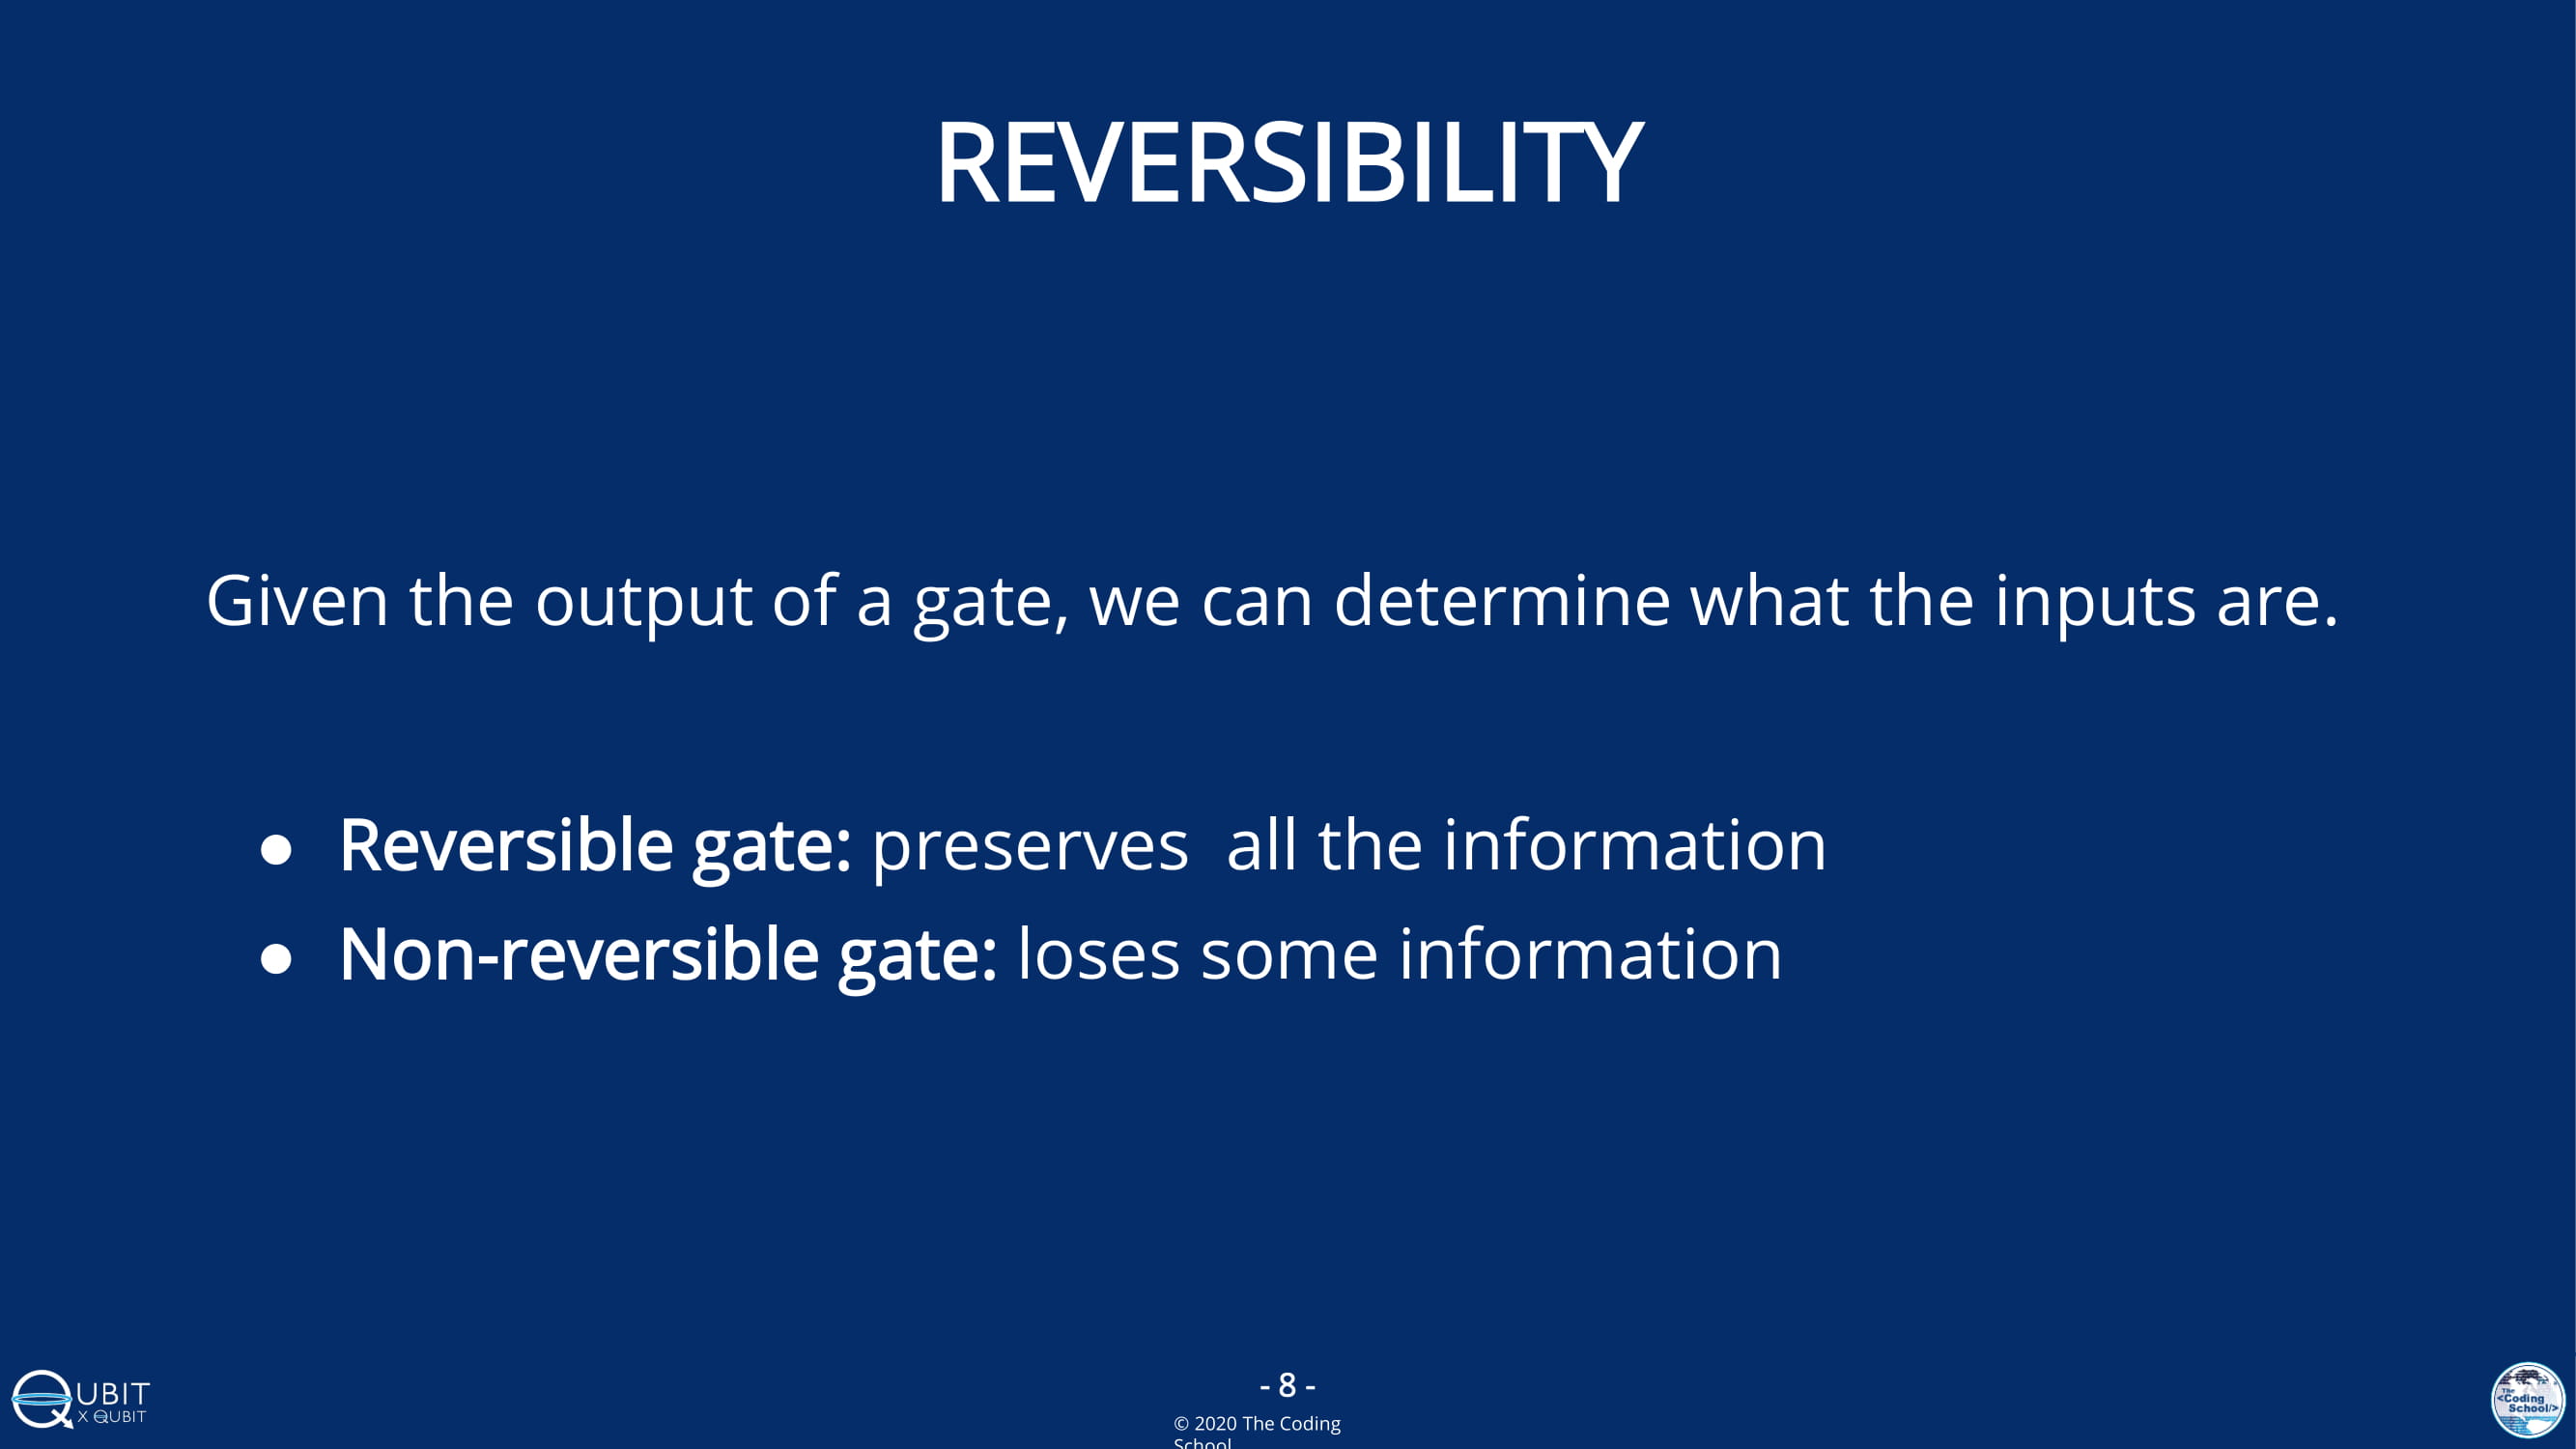 REVERSIBILITY
Given the output of a gate, we can determine what the inputs are.
● Reversible gate: preserves  all the information
● Non-reversible gate: loses some information
QUBIT
X QUBIT
- 8 -
© 2020 The Coding
School
The
<Coding
School/>